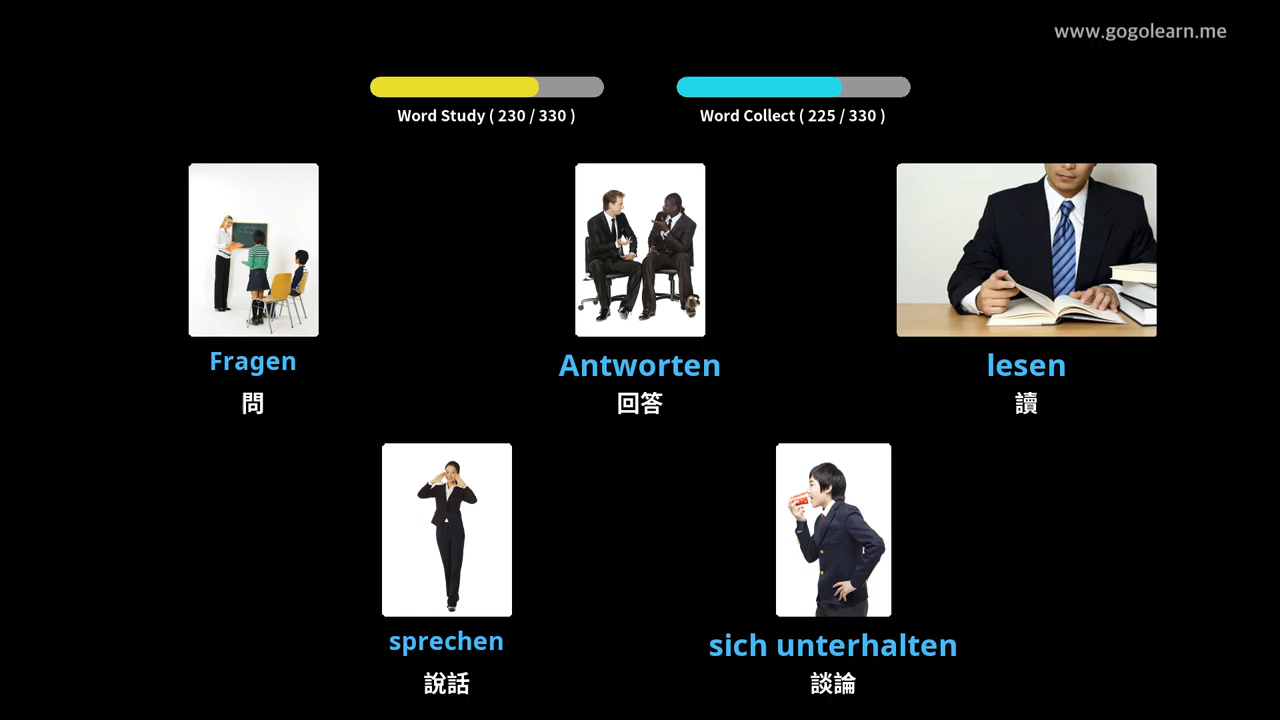 www.gogolearn.me
Word Study ( 230 / 330 )
Word Collect ( 225 / 330 )
Fragen
問
Antworten
回答
lesen
讀
sprechen
說話
sich unterhalten
談論